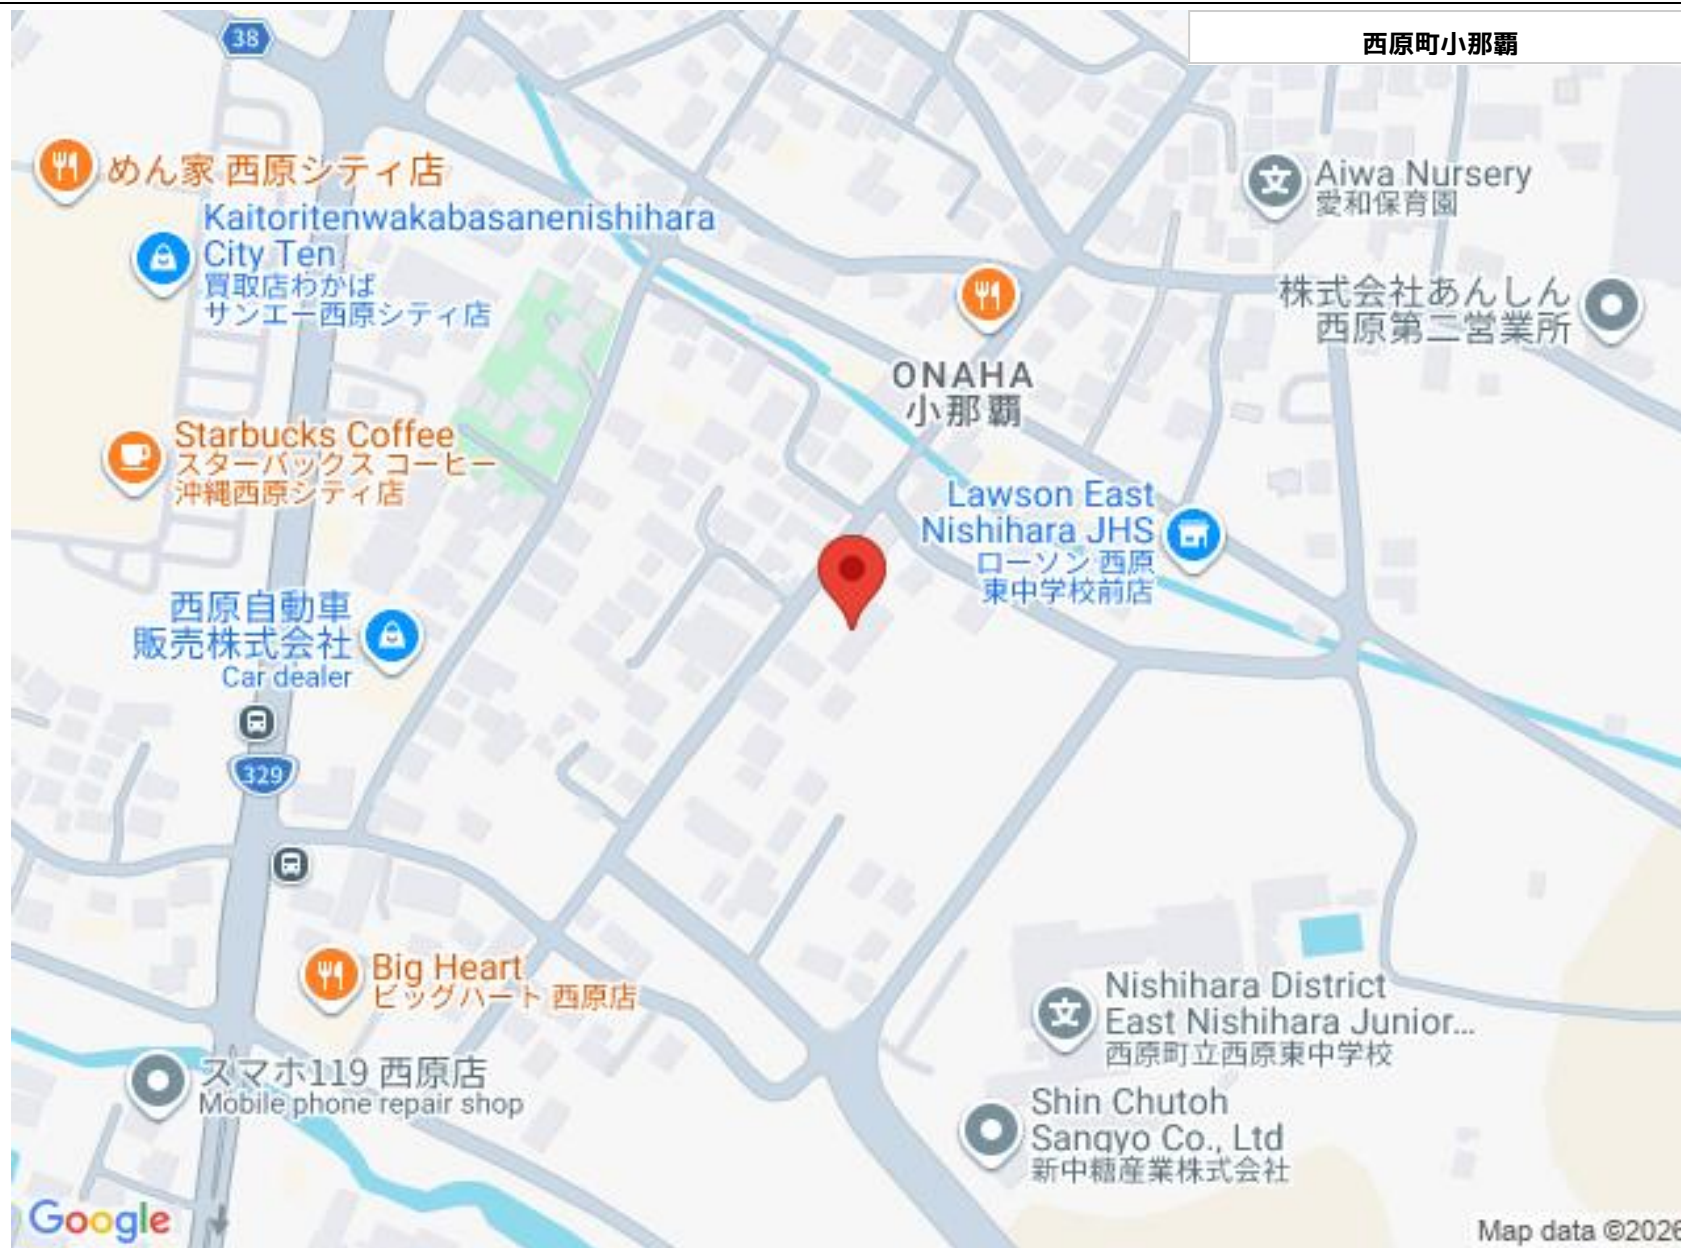 西原町小那覇
38
めん家 西原シティ店
Kaitoritenwakabasanenishihara
City Ten
買取店わかば
サンエー西原シティ店
Aiwa Nursery
愛和保育園
株式会社あんしん
西原第二営業所
ONAHA
小那覇
Starbucks Coffee
スターバックス コーヒー
沖縄西原シティ店
Lawson East
Nishihara JHS
ローソン 西原
東中学校前店
西原自動車
販売株式会社
Car dealer
329
Big Heart
ビッグハート 西原店
Nishihara District
East Nishihara Junior...
西原町立西原東中学校
スマホ119 西原店
Mobile phone repair shop
Shin Chutoh
Sangyo Co., Ltd
新中糖産業株式会社
Google
Map data ©2026